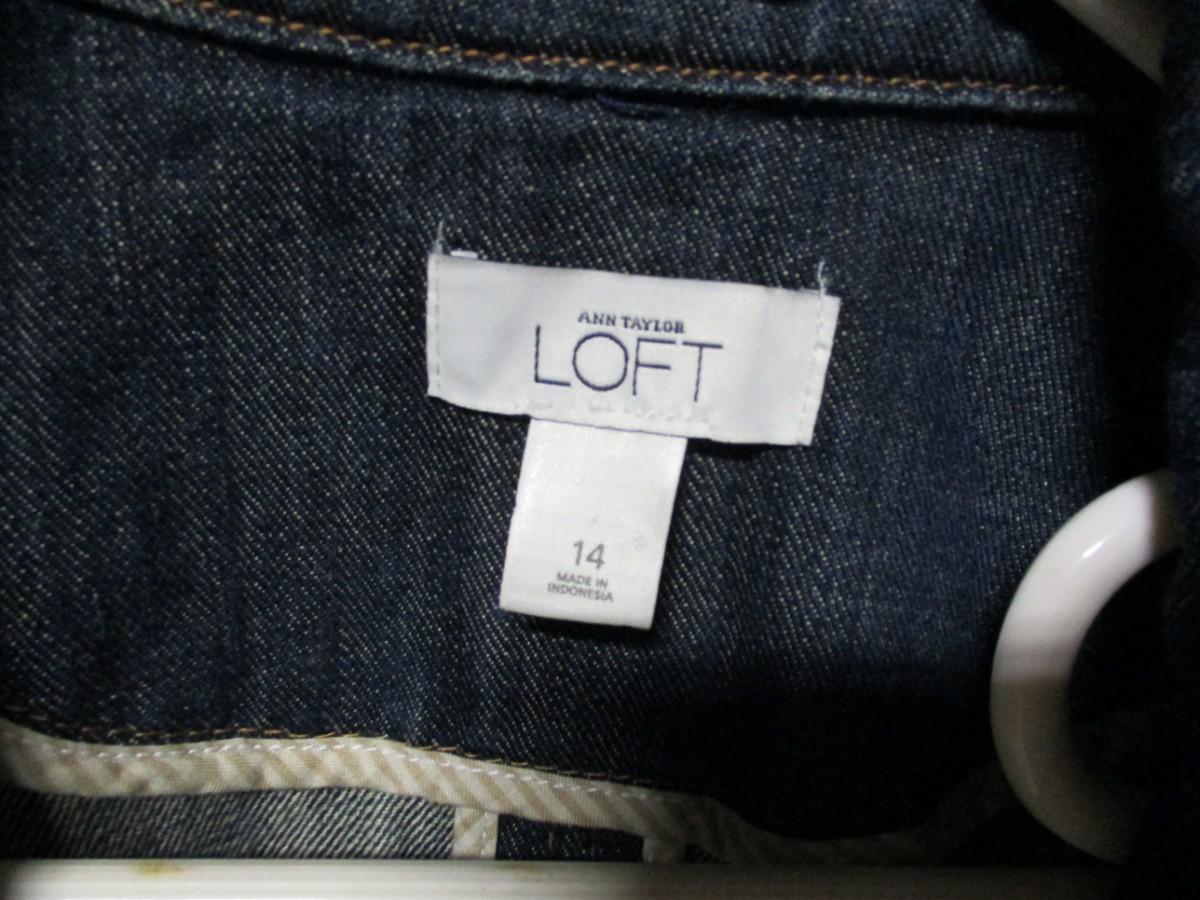 ANN TAYLOR
LOFT
14
MADE IN
INDONESIA